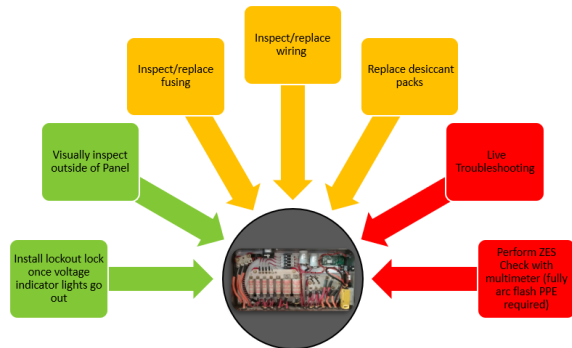 Install lockout lock
once voltage
indicator lights go
out
Visually inspect
outside of Panel
Inspect/replace
fusing
Inspect/replace
wiring
Replace desiccant
packs
Live
Troubleshooting
Perform ZES
Check with
multimeter (fully
arc flash PPE
required)